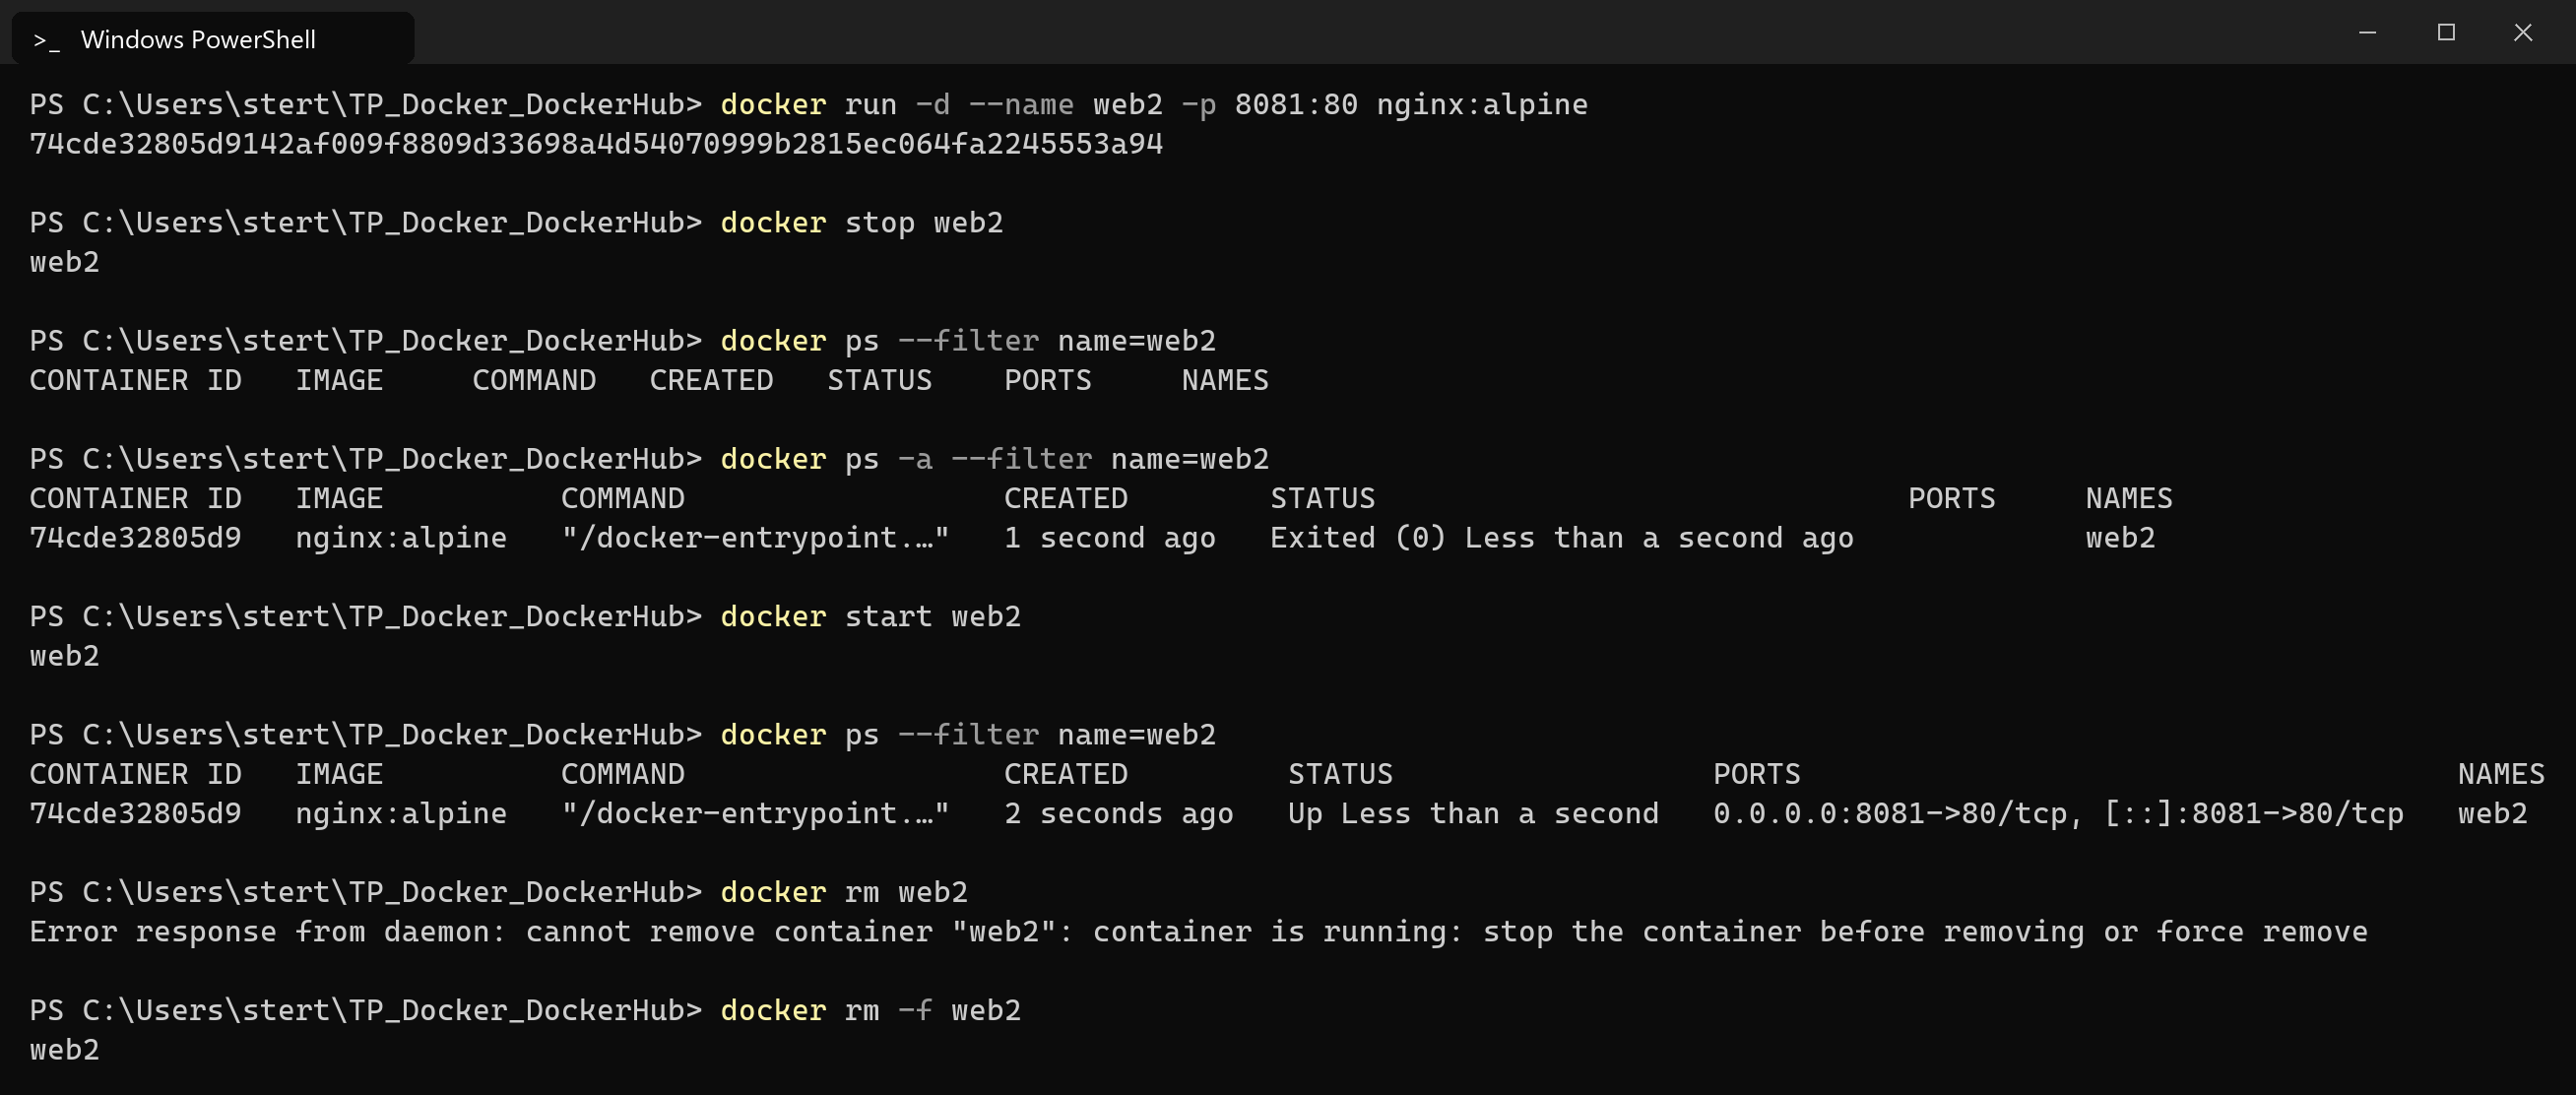 >_ Windows PowerShell
PS C:\Users\stert\TP_Docker_DockerHub> docker run -d --name web2 -p 8081:80 nginx:alpine
74cde32805d9142af009f8809d33698a4d54070999b2815ec064fa2245553a94
PS C:\Users\stert\TP_Docker_DockerHub> docker stop web2
web2
PS C:\Users\stert\TP_Docker_DockerHub> docker ps --filter name=web2
CONTAINER ID   IMAGE     COMMAND   CREATED   STATUS    PORTS     NAMES
PS C:\Users\stert\TP_Docker_DockerHub> docker ps -a --filter name=web2
CONTAINER ID   IMAGE          COMMAND                  CREATED        STATUS                              PORTS     NAMES
74cde32805d9   nginx:alpine   "/docker-entrypoint.…"   1 second ago   Exited (0) Less than a second ago             web2
PS C:\Users\stert\TP_Docker_DockerHub> docker start web2
web2
PS C:\Users\stert\TP_Docker_DockerHub> docker ps --filter name=web2
CONTAINER ID   IMAGE          COMMAND                  CREATED         STATUS                  PORTS                                     NAMES
74cde32805d9   nginx:alpine   "/docker-entrypoint.…"   2 seconds ago   Up Less than a second   0.0.0.0:8081->80/tcp, [::]:8081->80/tcp   web2
PS C:\Users\stert\TP_Docker_DockerHub> docker rm web2
Error response from daemon: cannot remove container "web2": container is running: stop the container before removing or force remove
PS C:\Users\stert\TP_Docker_DockerHub> docker rm -f web2
web2